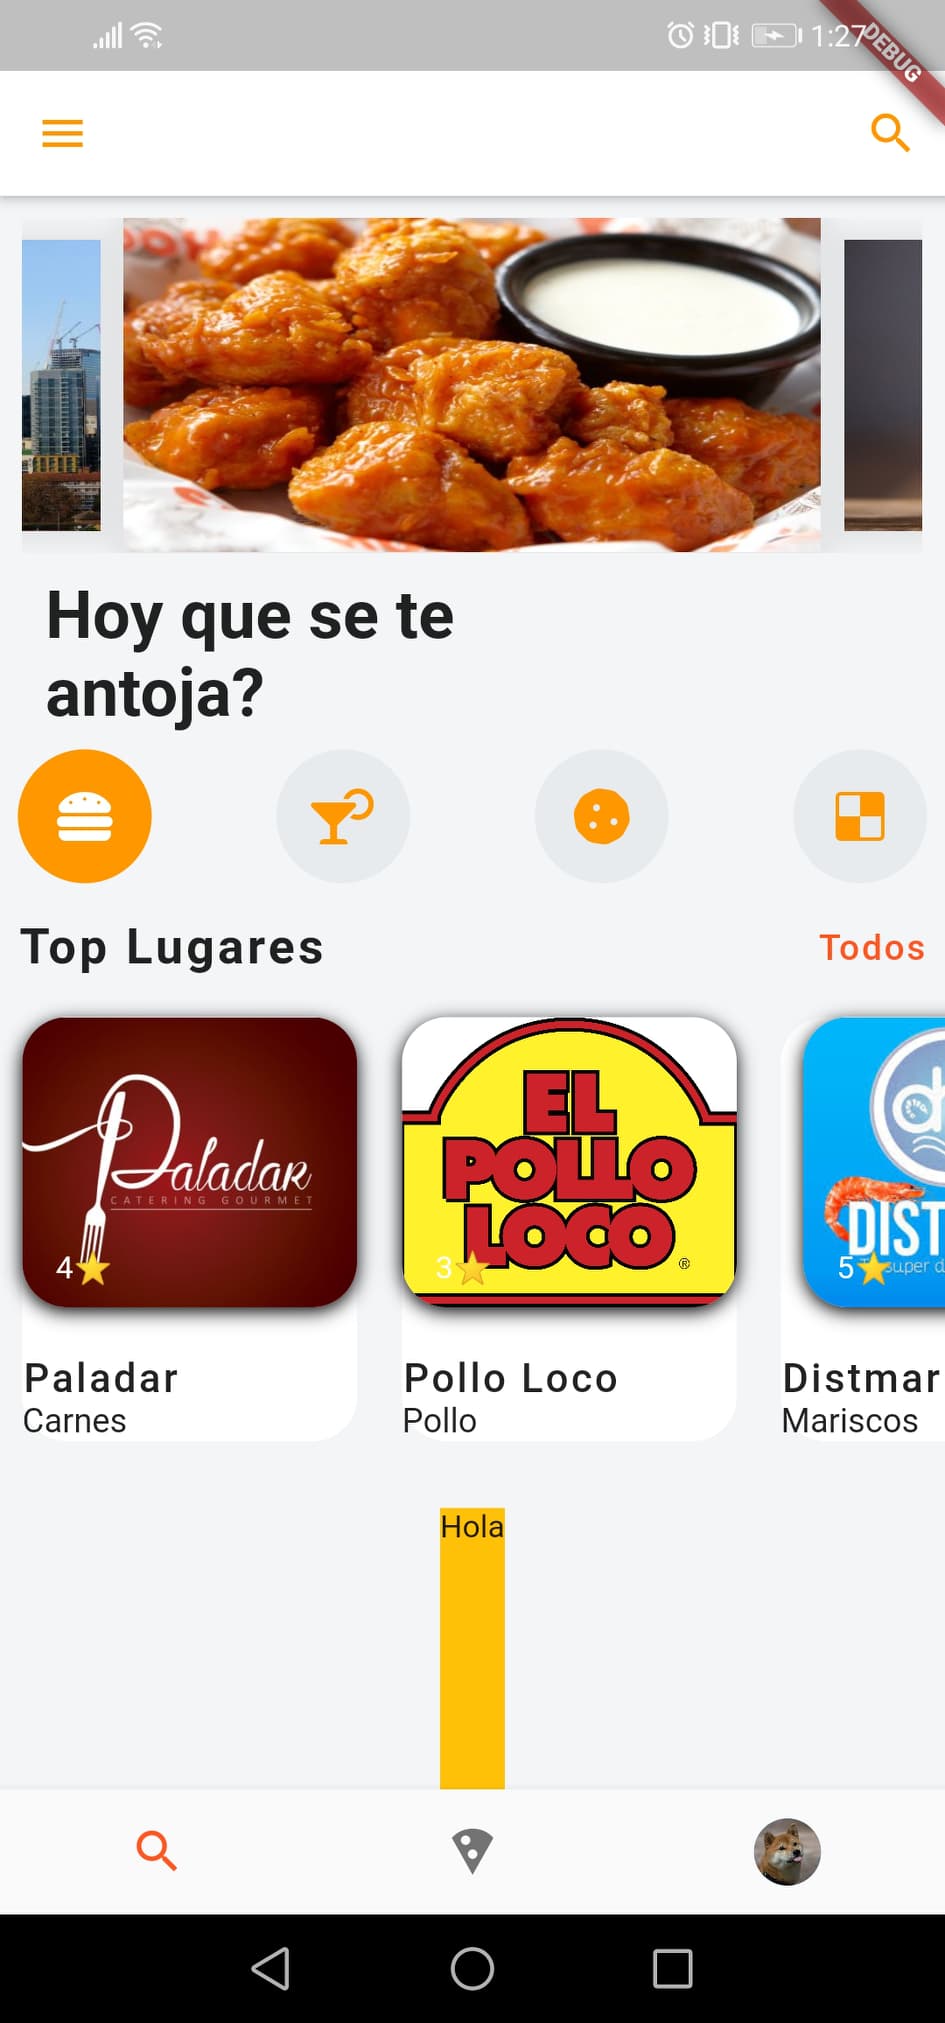 1:27
DEBUG
Hoy que se te
antoja?
Top Lugares
Todos
Paladar
CATERING GOURMET
4
EL
POLLO
LOCO
®
3
DIST
super d
5
Paladar
Carnes
Pollo Loco
Pollo
Distmar
Mariscos
Hola